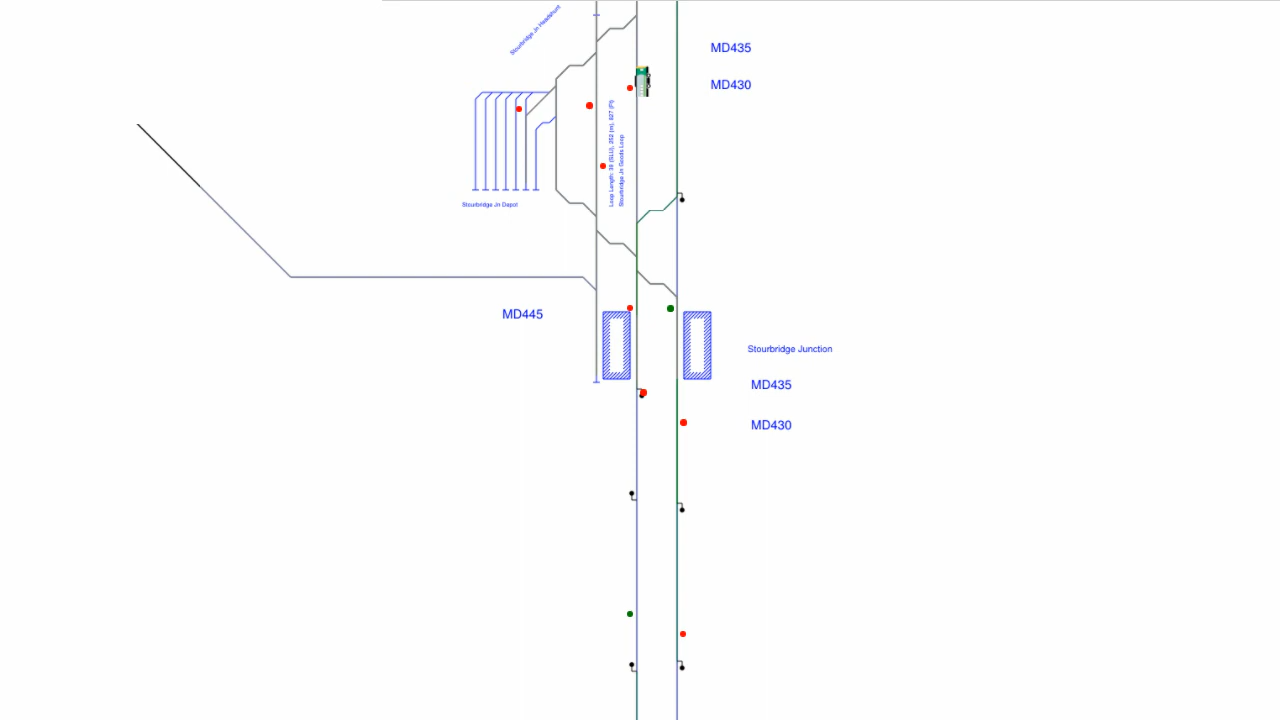 Stourbridge Jn Headshunt
MD435
MD430
Loop Length: 39 (SLU), 252 (m), 827 (Ft)
Stourbridge Jn Goods Loop
Stourbridge Jn Depot
MD445
Stourbridge Junction
MD435
MD430